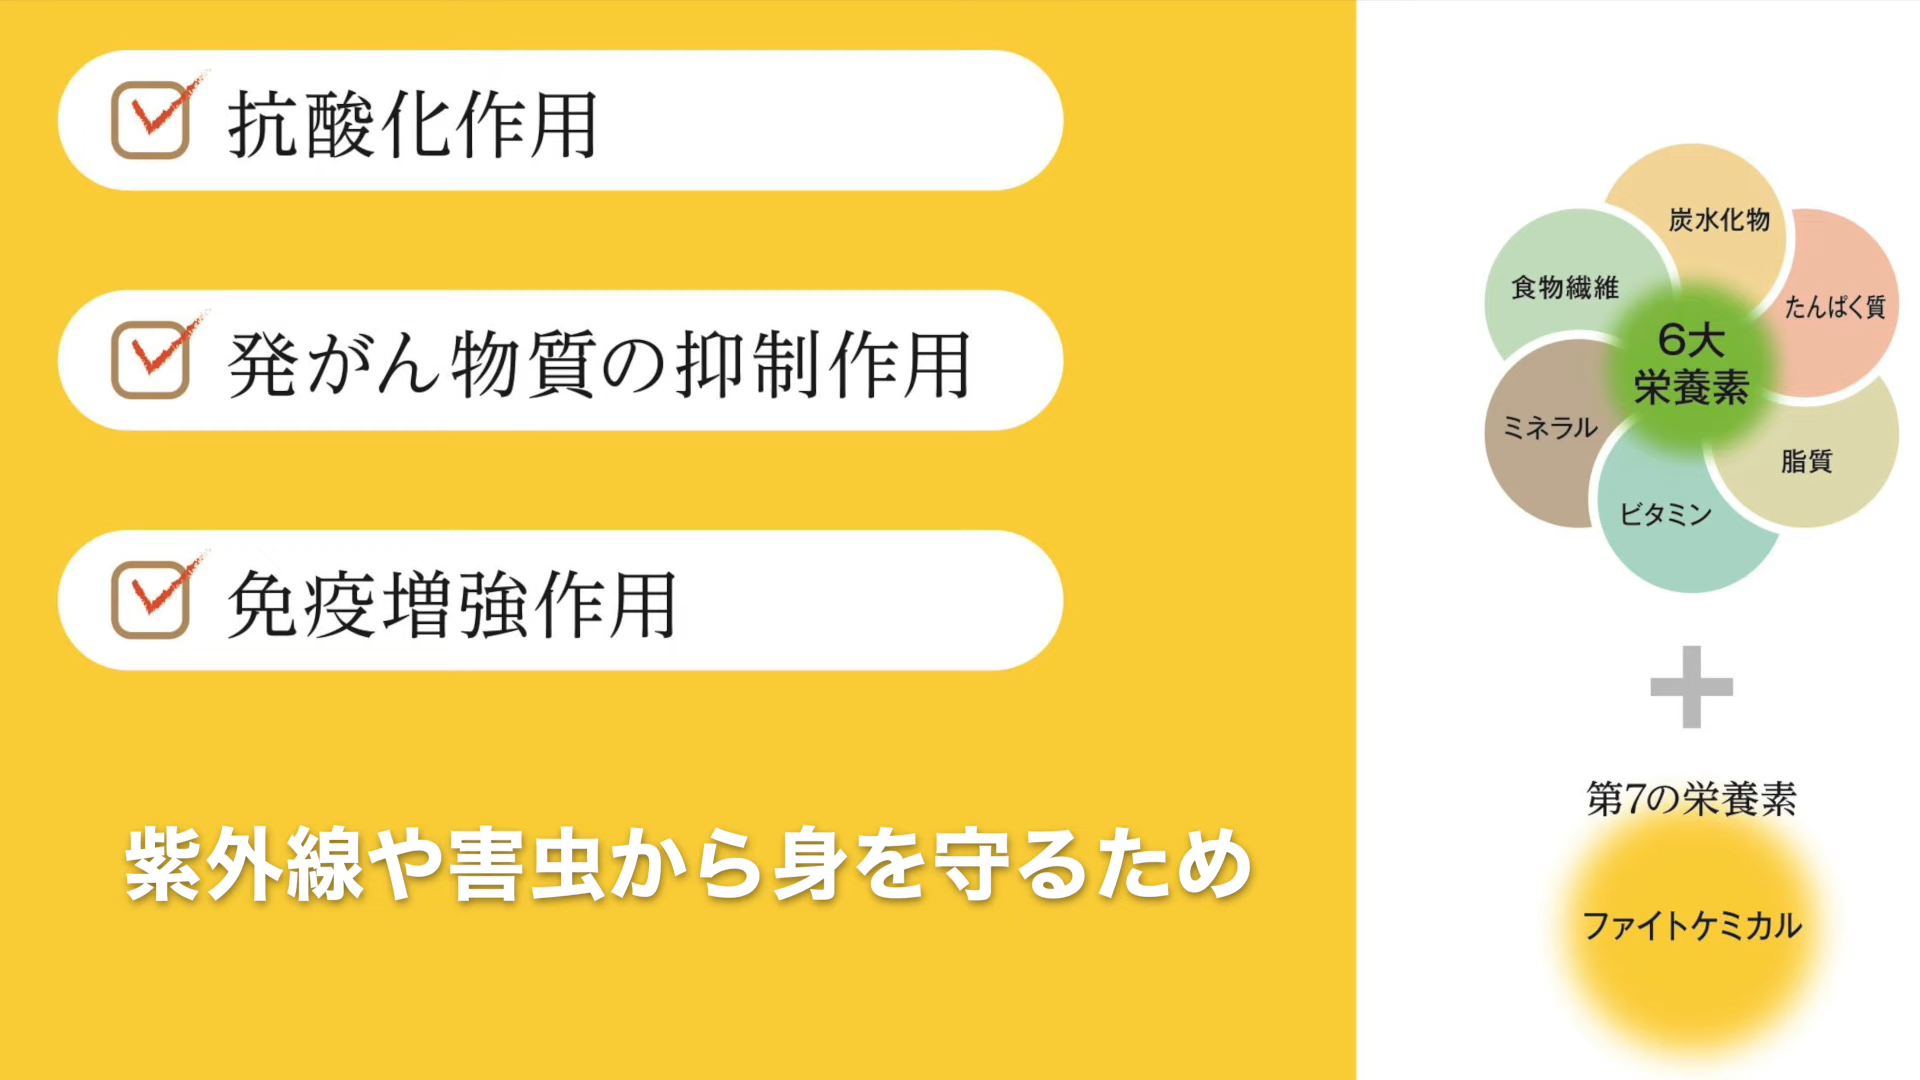 抗酸化作用
発がん物質の抑制作用
免疫増強作用
紫外線や害虫から身を守るため
炭水化物
食物繊維
たんぱく質
6大
栄養素
ミネラル
脂質
ビタミン
+
第7の栄養素
ファイトケミカル